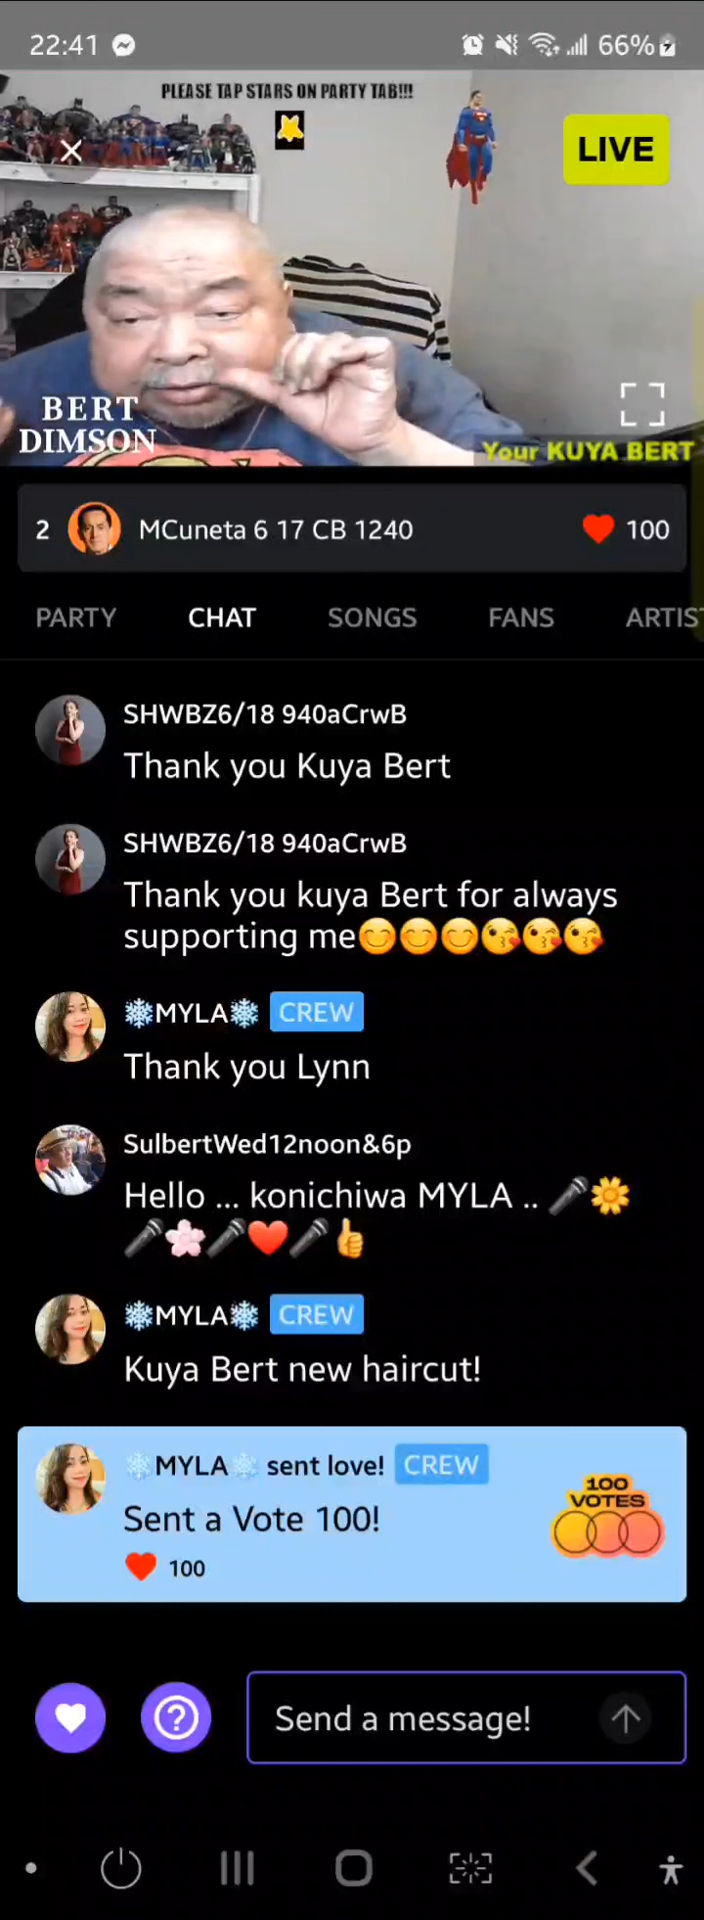 22:41
66%
PLEASE TAP STARS ON PARTY TAB!!!
LIVE
BERT
DIMSON
Your KUYA BERT
2 MCuneta 6 17 CB 1240 100
PARTY CHAT SONGS FANS ARTIS
SHWBZ6/18 940aCrwB
Thank you Kuya Bert
SHWBZ6/18 940aCrwB
Thank you kuya Bert for always
supporting me😊😊😊😘😘😘
❄️MYLA❄️ CREW
Thank you Lynn
SulbertWed12noon&6p
Hello ... konichiwa MYLA .. 🎤🌼
🎤🌸🎤❤️🎤👍
❄️MYLA❄️ CREW
Kuya Bert new haircut!
❄️MYLA❄️ sent love! CREW
Sent a Vote 100!
❤️ 100
100
VOTES
Send a message!